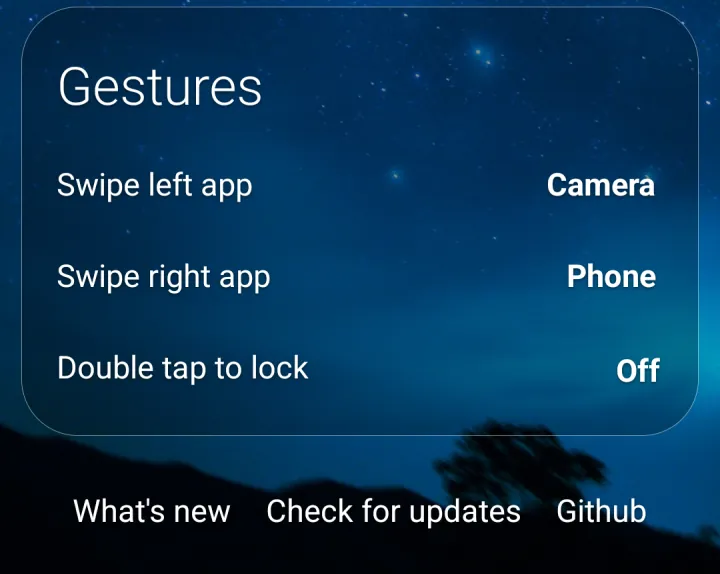 Gestures
Swipe left app Camera
Swipe right app Phone
Double tap to lock Off
What's new Check for updates Github